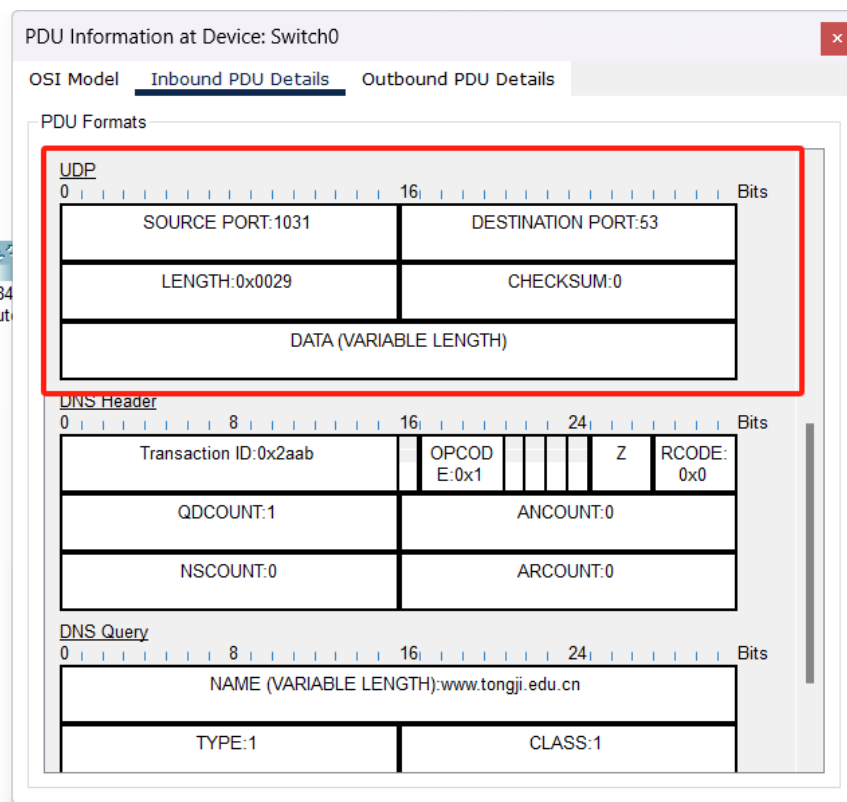 PDU Information at Device: Switch0
×
OSI Model Inbound PDU Details Outbound PDU Details
PDU Formats
UDP
0 16 Bits
SOURCE PORT:1031 DESTINATION PORT:53
LENGTH:0x0029 CHECKSUM:0
DATA (VARIABLE LENGTH)
DNS Header
0 8 16 24 Bits
Transaction ID:0x2aab OPCOD Z RCODE:
E:0x1 0x0
QDCOUNT:1 ANCOUNT:0
NSCOUNT:0 ARCOUNT:0
DNS Query
0 8 16 24 Bits
NAME (VARIABLE LENGTH):www.tongji.edu.cn
TYPE:1 CLASS:1